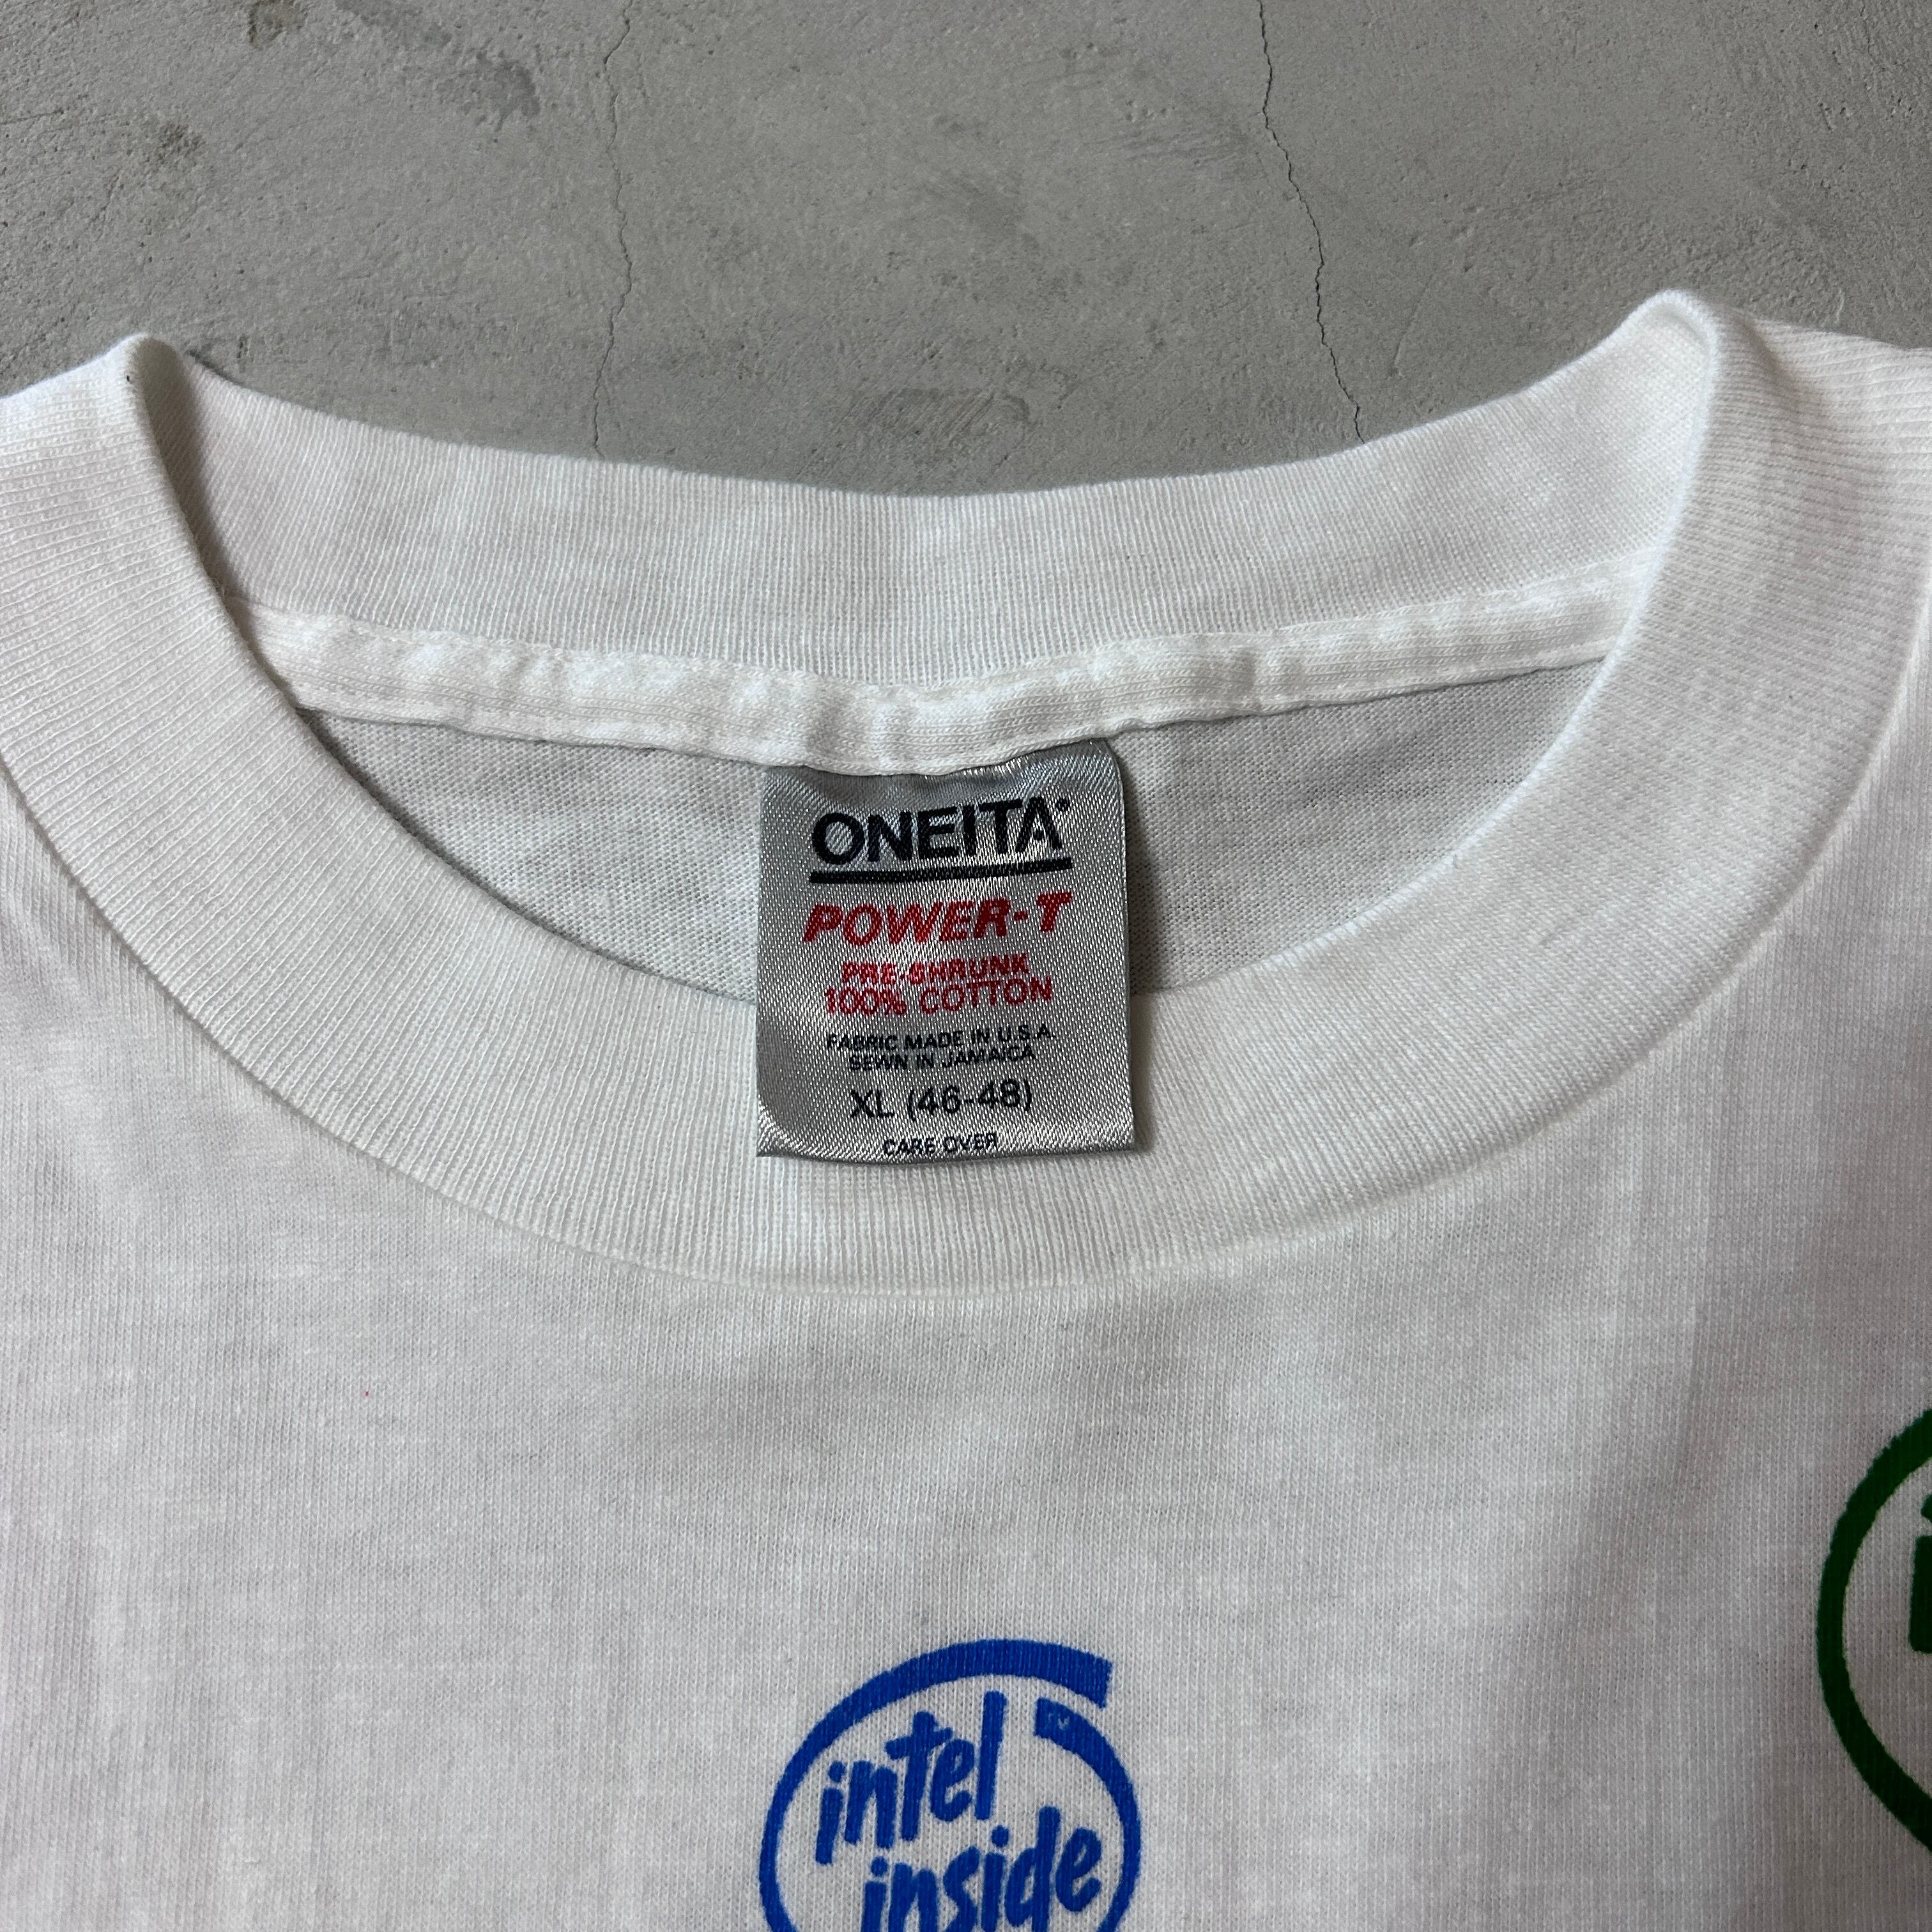 ONEITA
POWER-T
PRE-SHRUNK
100% COTTON
FABRIC MADE IN U.S.A.
SEWN IN JAMAICA
XL (46-48)
CARE OVER
intel
inside